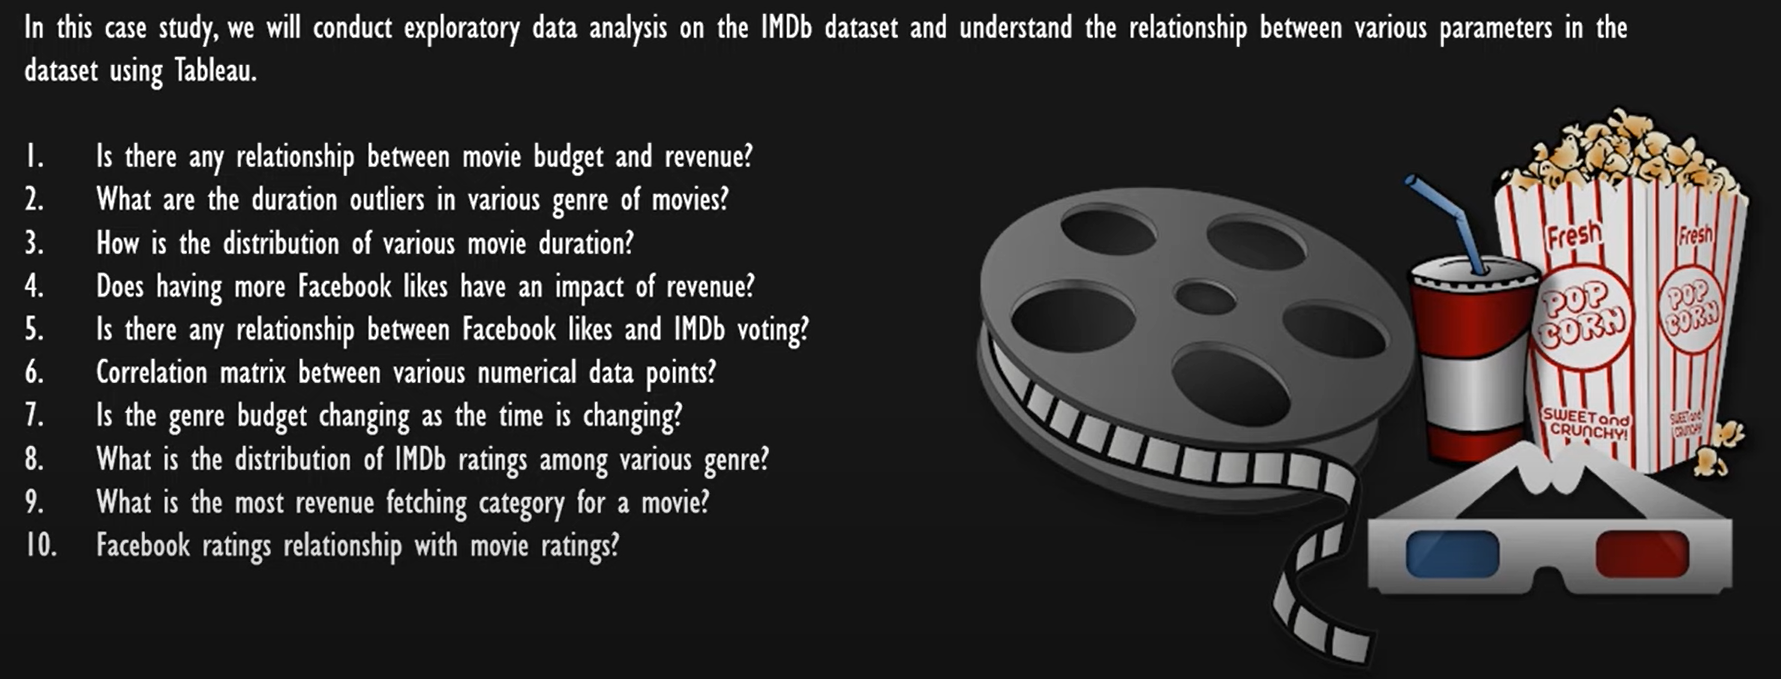 In this case study, we will conduct exploratory data analysis on the IMDb dataset and understand the relationship between various parameters in the
dataset using Tableau.
1. Is there any relationship between movie budget and revenue?
2. What are the duration outliers in various genre of movies?
3. How is the distribution of various movie duration?
4. Does having more Facebook likes have an impact of revenue?
5. Is there any relationship between Facebook likes and IMDb voting?
6. Correlation matrix between various numerical data points?
7. Is the genre budget changing as the time is changing?
8. What is the distribution of IMDb ratings among various genre?
9. What is the most revenue fetching category for a movie?
10. Facebook ratings relationship with movie ratings?
Fresh
POP
CORN
SWEET and
CRUNCHY!
Fresh
POP
CORN
SWEET and
CRUNCHY!